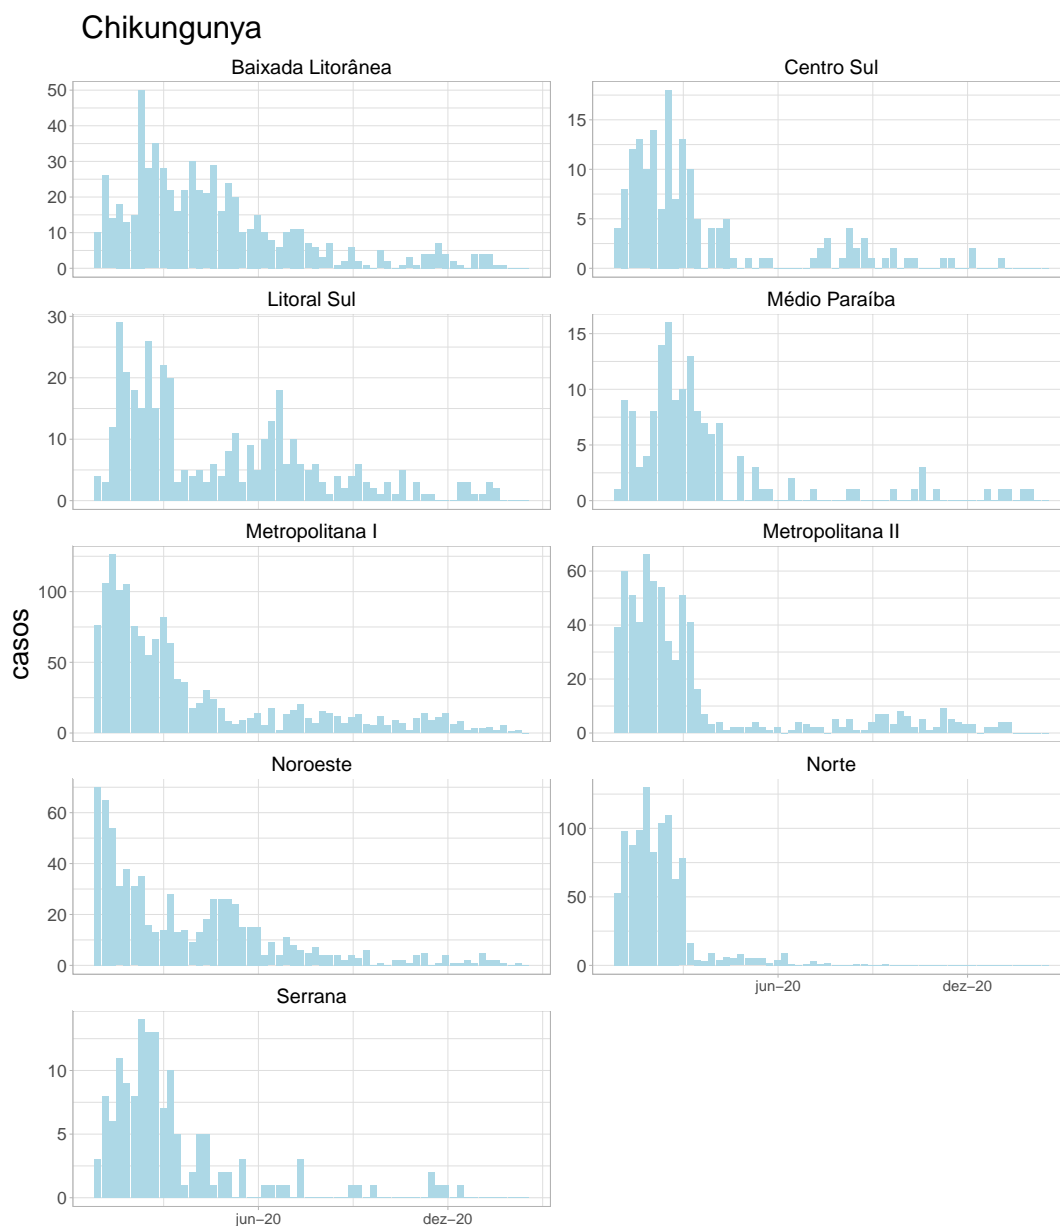 Chikungunya
Baixada Litorânea
50
40
30
20
10
0
Centro Sul
15
10
5
0
Litoral Sul
30
20
10
0
Médio Paraíba
15
10
5
0
casos
Metropolitana I
100
50
0
Metropolitana II
60
40
20
0
Noroeste
60
40
20
0
Norte
100
50
0
jun–20 dez–20
Serrana
10
5
0
jun–20 dez–20